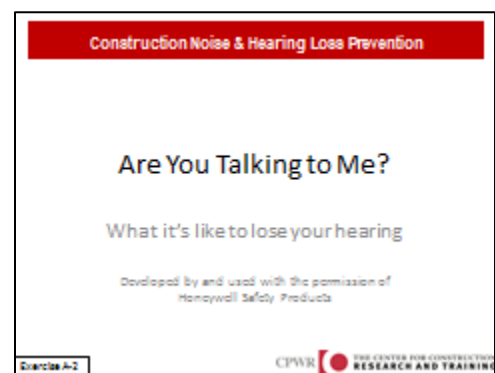 Construction Noise & Hearing Loss Prevention
Are You Talking to Me?
What it's like to lose your hearing
Developed by and used with the permission of
Honeywell Safety Products
Exercise A-2
CPWR THE CENTER FOR CONSTRUCTION
RESEARCH AND TRAINING